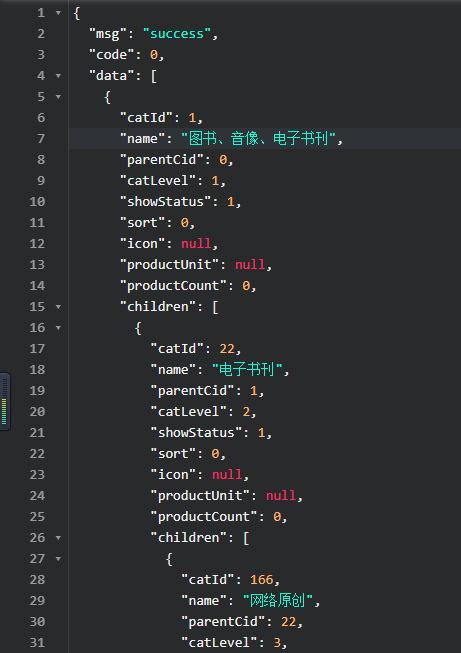 1 {
2 "msg": "success",
3 "code": 0,
4 "data": [
5 {
6 "catId": 1,
7 "name": "图书、音像、电子书刊",
8 "parentCid": 0,
9 "catLevel": 1,
10 "showStatus": 1,
11 "sort": 0,
12 "icon": null,
13 "productUnit": null,
14 "productCount": 0,
15 "children": [
16 {
17 "catId": 22,
18 "name": "电子书刊",
19 "parentCid": 1,
20 "catLevel": 2,
21 "showStatus": 1,
22 "sort": 0,
23 "icon": null,
24 "productUnit": null,
25 "productCount": 0,
26 "children": [
27 {
28 "catId": 166,
29 "name": "网络原创",
30 "parentCid": 22,
31 "catLevel": 3,